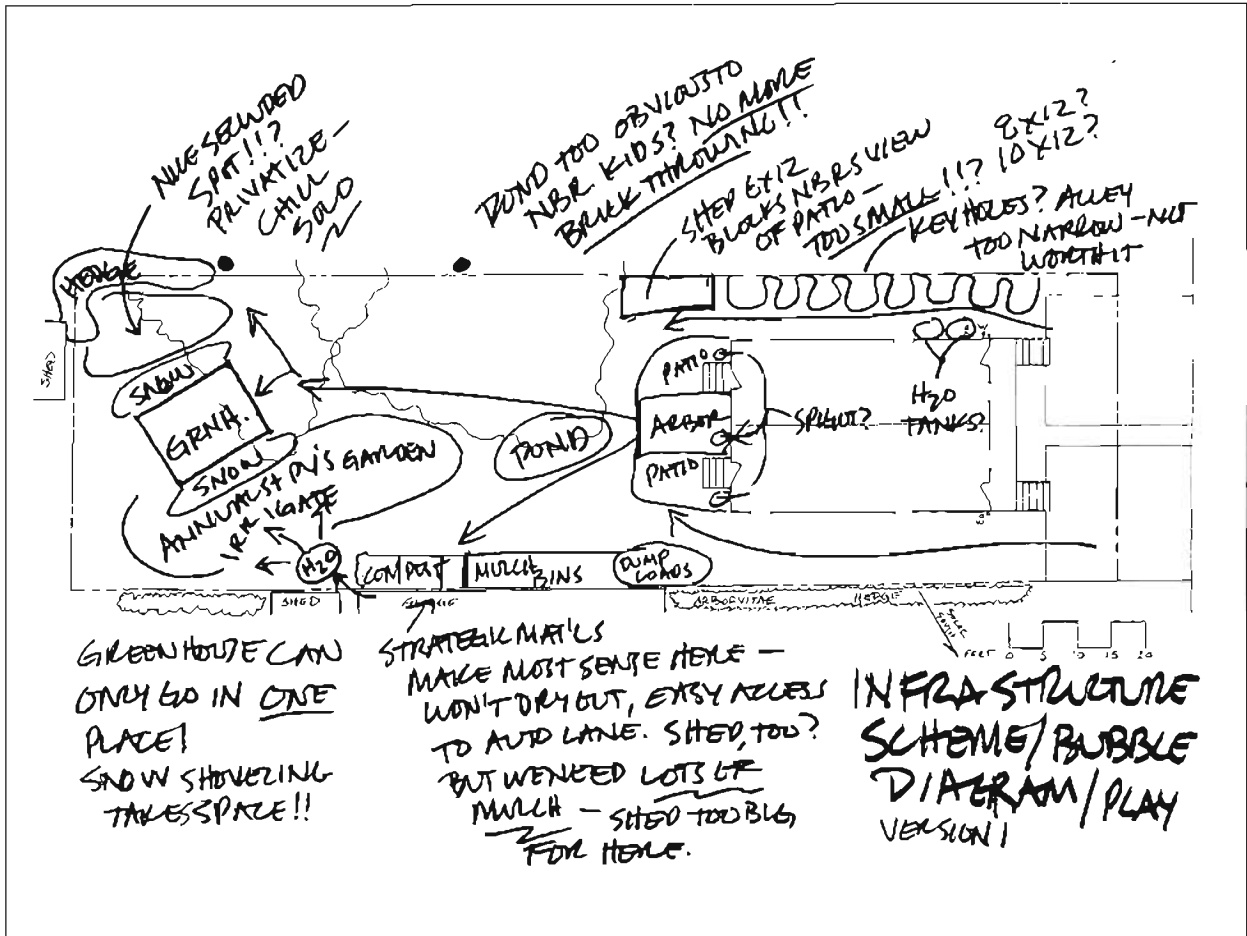 NICE SECLUDED
SPOT!!?
PRIVATIZE —
CHILL
SOLO
POND TOO OBVIOUS TO
NBR. KIDS? NO MORE
BRICK THROWING!!
SHED 6X12
BLOCKS NBRS VIEW
OF PATIO —
TOO SMALL!!?
8X12?
10X12?
KEYHOLES? ALLEY
TOO NARROW — NOT
WORTH IT
HEDGE
SHED
SNOW
GRNH.
SNOW
ANNUALS + PN'S GARDEN
IRRIGATE
H2O
POND
PATIO
ARBOR
PATIO
SPIGOT?
H2O
TANKS?
COMPOST
MULCH
BINS
DUMP
LOADS
SHED
ARBORVITAE HEDGE
SOLAR
SOUTH
FEET 0 5 10 15 20
GREENHOUSE CAN
ONLY GO IN ONE
PLACE!
SNOW SHOVELING
TAKES SPACE!!
STRATEGIC MAT'LS
MAKE MOST SENSE HERE —
WON'T DRY OUT, EASY ACCESS
TO AUTO LANE. SHED, TOO?
BUT WE NEED LOTS OF
MULCH — SHED TOO BIG
FOR HERE.
INFRASTRUCTURE
SCHEME/BUBBLE
DIAGRAM/PLAY
VERSION 1